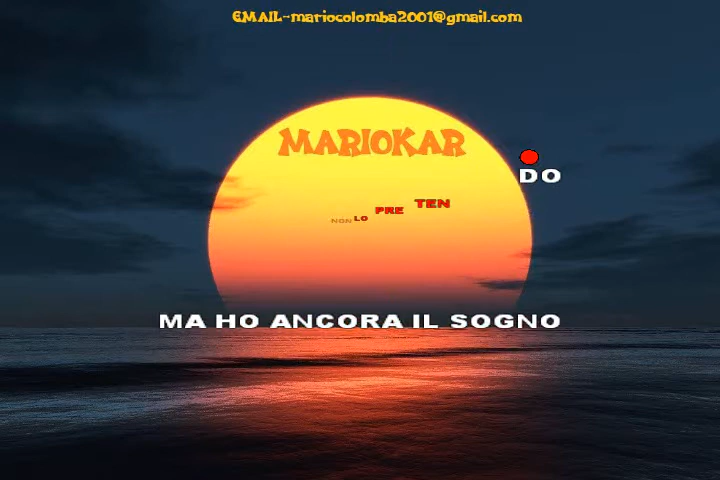 EMAIL-mariocolomba2001@gmail.com
MARIOKAR
NON LO PRE TEN DO
MA HO ANCORA IL SOGNO